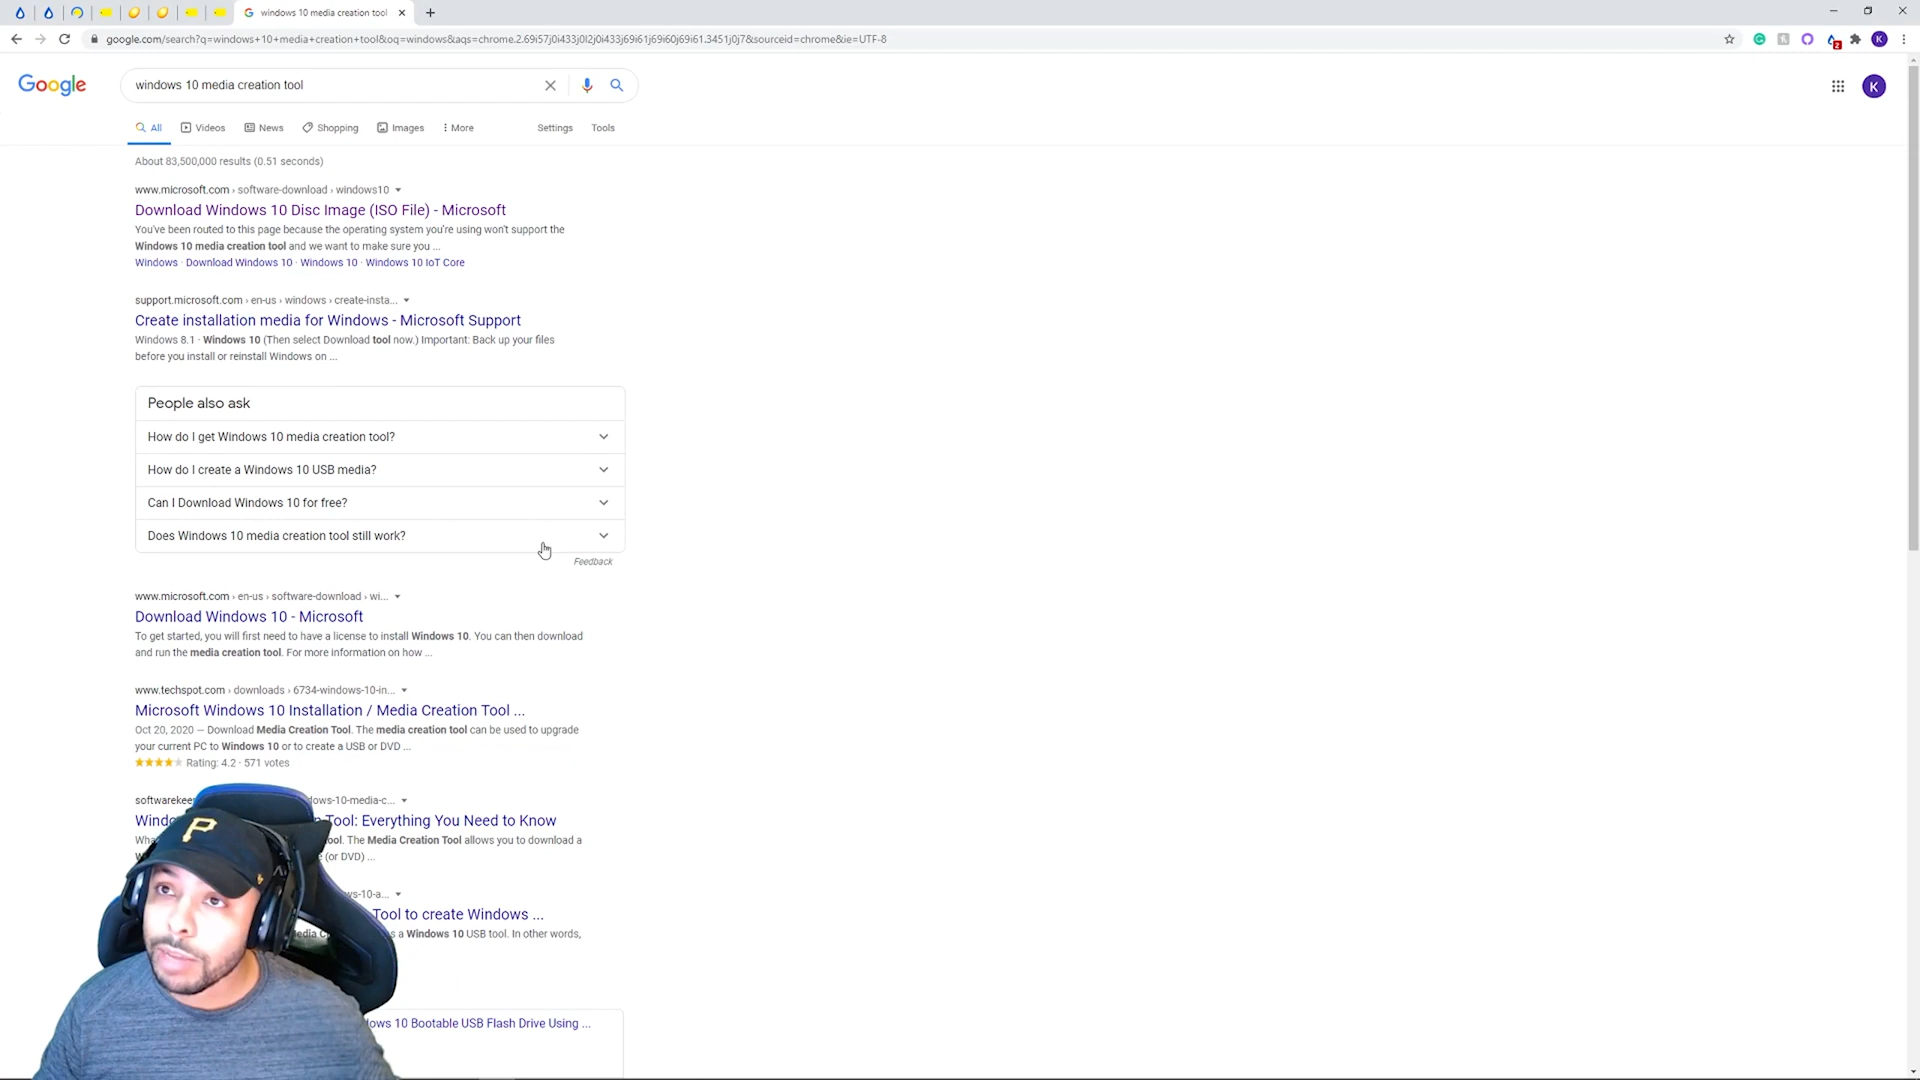 windows 10 media creation tool
google.com/search?q=windows+10+media+creation+tool&oq=windows&aqs=chrome.2.69i57j0i433j0l2j0i433j69i61j69i60j69i61.3451j0j7&sourceid=chrome&ie=UTF-8
2
K
Google
windows 10 media creation tool
K
All Videos News Shopping Images More Settings Tools
About 83,500,000 results (0.51 seconds)
www.microsoft.com › software-download › windows10
Download Windows 10 Disc Image (ISO File) - Microsoft
You've been routed to this page because the operating system you're using won't support the
Windows 10 media creation tool and we want to make sure you ...
Windows · Download Windows 10 · Windows 10 · Windows 10 IoT Core
support.microsoft.com › en-us › windows › create-insta...
Create installation media for Windows - Microsoft Support
Windows 8.1 · Windows 10 (Then select Download tool now.) Important: Back up your files
before you install or reinstall Windows on ...
People also ask
How do I get Windows 10 media creation tool?
How do I create a Windows 10 USB media?
Can I Download Windows 10 for free?
Does Windows 10 media creation tool still work?
Feedback
www.microsoft.com › en-us › software-download › wi...
Download Windows 10 - Microsoft
To get started, you will first need to have a license to install Windows 10. You can then download
and run the media creation tool. For more information on how ...
www.techspot.com › downloads › 6734-windows-10-in...
Microsoft Windows 10 Installation / Media Creation Tool ...
Oct 20, 2020 — Download Media Creation Tool. The media creation tool can be used to upgrade
your current PC to Windows 10 or to create a USB or DVD ...
Rating: 4.2 · 571 votes
Tool: Everything You Need to Know
The Media Creation Tool allows you to download a
(or DVD) ...
Tool to create Windows ...
a Windows 10 USB tool. In other words,
10 Bootable USB Flash Drive Using ...
P